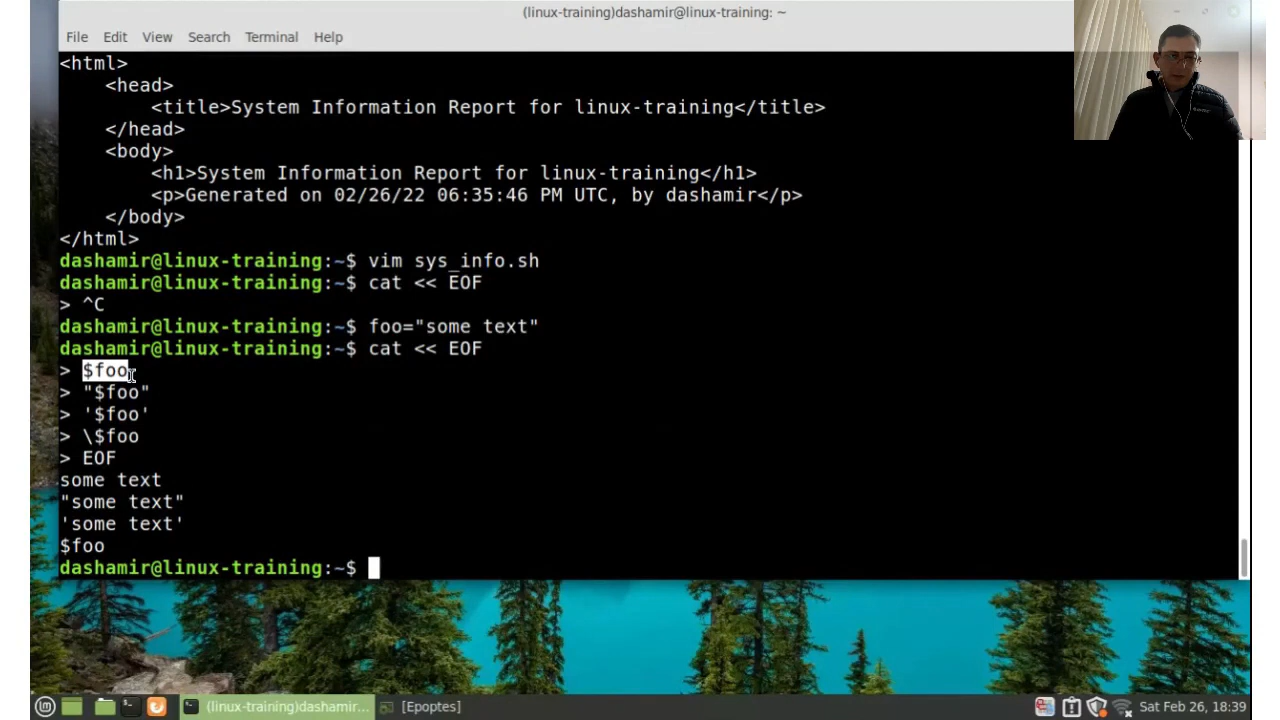 (linux-training)dashamir@linux-training: ~
File Edit View Search Terminal Help
<html>
<head>
<title>System Information Report for linux-training</title>
</head>
<body>
<h1>System Information Report for linux-training</h1>
<p>Generated on 02/26/22 06:35:46 PM UTC, by dashamir</p>
</body>
</html>
dashamir@linux-training:~$ vim sys_info.sh
dashamir@linux-training:~$ cat << EOF
> ^C
dashamir@linux-training:~$ foo="some text"
dashamir@linux-training:~$ cat << EOF
> $foo
> "$foo"
> '$foo'
> \$foo
> EOF
some text
"some text"
'some text'
$foo
dashamir@linux-training:~$
(linux-training)dashamir... [Epoptes] Sat Feb 26, 18:39